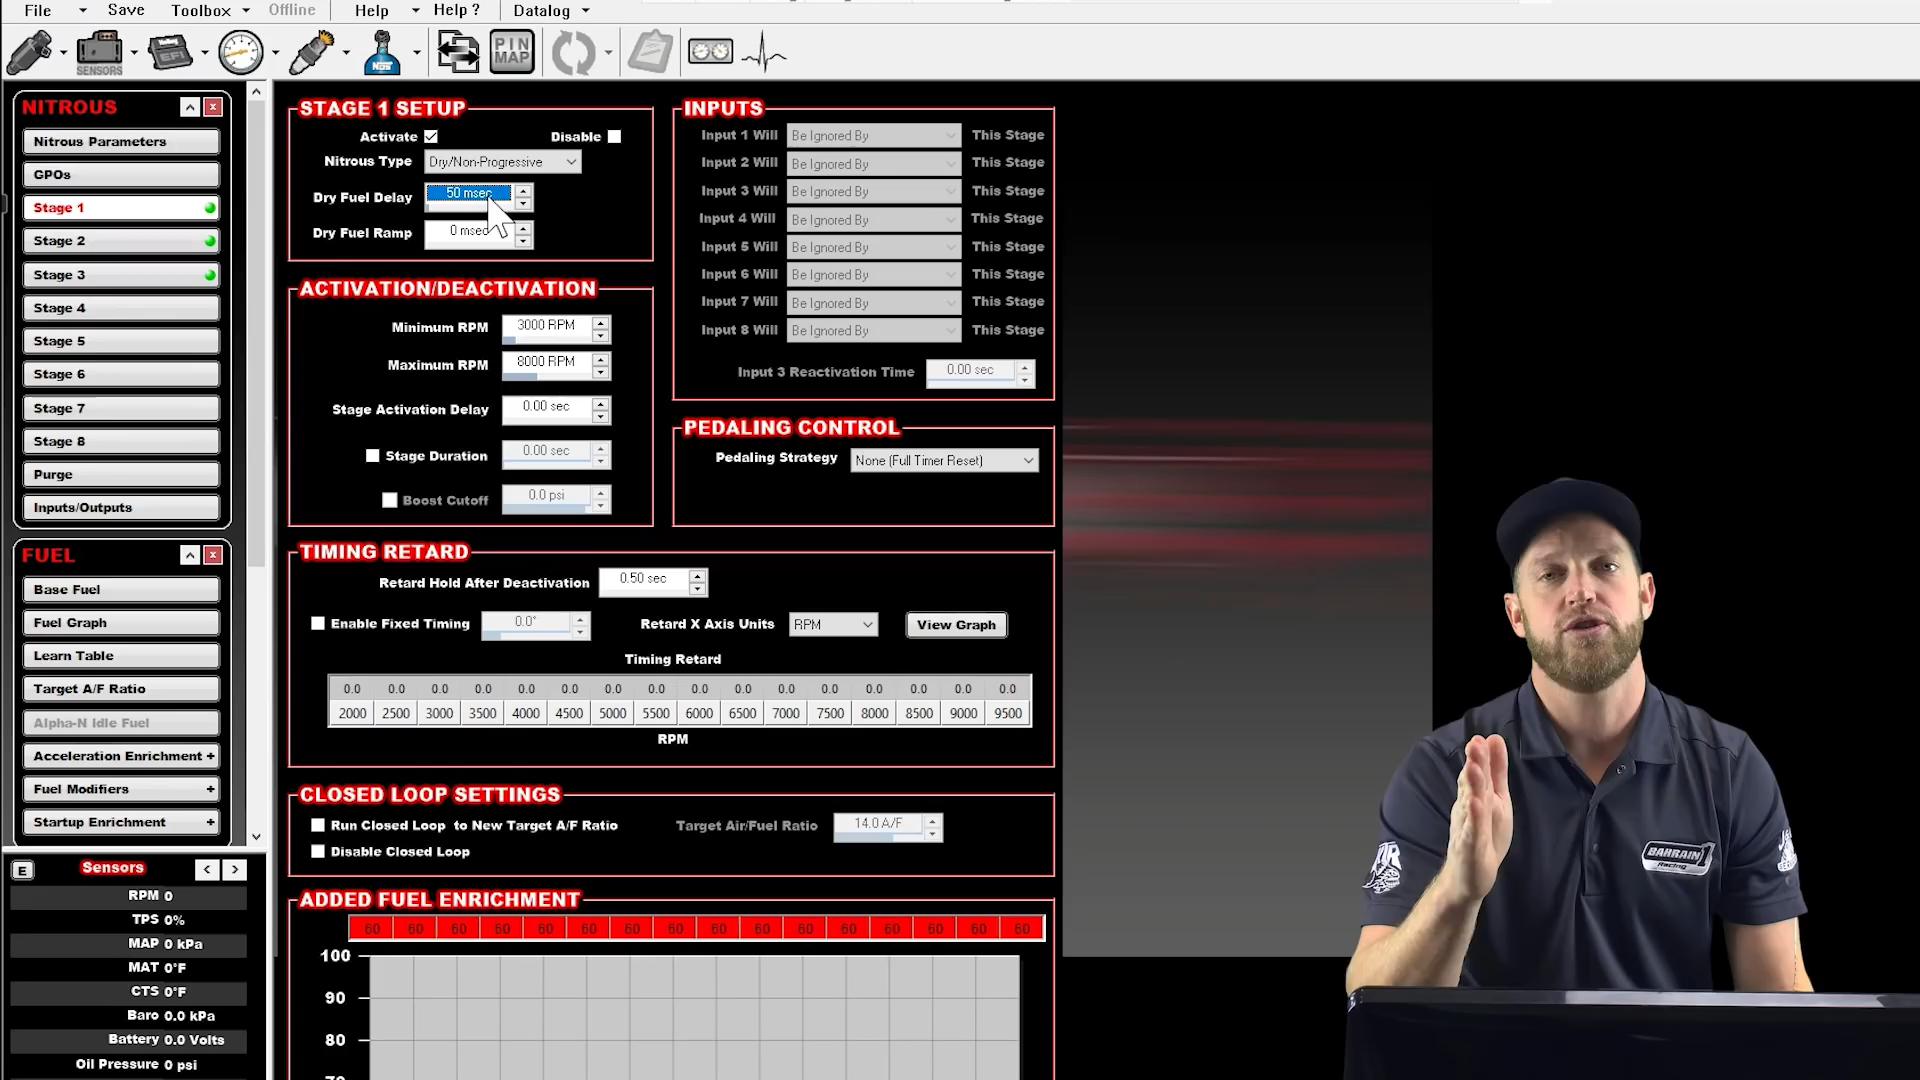 File Save Toolbox Offline Help Help ? Datalog
SENSORS EFI NOS PIN MAP
NITROUS
Nitrous Parameters
GPOs
Stage 1
Stage 2
Stage 3
Stage 4
Stage 5
Stage 6
Stage 7
Stage 8
Purge
Inputs/Outputs
FUEL
Base Fuel
Fuel Graph
Learn Table
Target A/F Ratio
Alpha-N Idle Fuel
Acceleration Enrichment +
Fuel Modifiers +
Startup Enrichment +
E Sensors < >
RPM 0
TPS 0%
MAP 0 kPa
MAT 0°F
CTS 0°F
Baro 0.0 kPa
Battery 0.0 Volts
Oil Pressure 0 psi
STAGE 1 SETUP
Activate Disable
Nitrous Type Dry/Non-Progressive
Dry Fuel Delay 50 msec
Dry Fuel Ramp 0 msec
ACTIVATION/DEACTIVATION
Minimum RPM 3000 RPM
Maximum RPM 8000 RPM
Stage Activation Delay 0.00 sec
Stage Duration 0.00 sec
Boost Cutoff 0.0 psi
INPUTS
Input 1 Will Be Ignored By This Stage
Input 2 Will Be Ignored By This Stage
Input 3 Will Be Ignored By This Stage
Input 4 Will Be Ignored By This Stage
Input 5 Will Be Ignored By This Stage
Input 6 Will Be Ignored By This Stage
Input 7 Will Be Ignored By This Stage
Input 8 Will Be Ignored By This Stage
Input 3 Reactivation Time 0.00 sec
PEDALING CONTROL
Pedaling Strategy None (Full Timer Reset)
TIMING RETARD
Retard Hold After Deactivation 0.50 sec
Enable Fixed Timing 0.0° Retard X Axis Units RPM View Graph
Timing Retard
0.0 0.0 0.0 0.0 0.0 0.0 0.0 0.0 0.0 0.0 0.0 0.0 0.0 0.0 0.0 0.0
2000 2500 3000 3500 4000 4500 5000 5500 6000 6500 7000 7500 8000 8500 9000 9500
RPM
CLOSED LOOP SETTINGS
Run Closed Loop to New Target A/F Ratio Target Air/Fuel Ratio 14.0 A/F
Disable Closed Loop
ADDED FUEL ENRICHMENT
60 60 60 60 60 60 60 60 60 60 60 60 60 60 60 60
100
90
80
BARRAIN
Racing